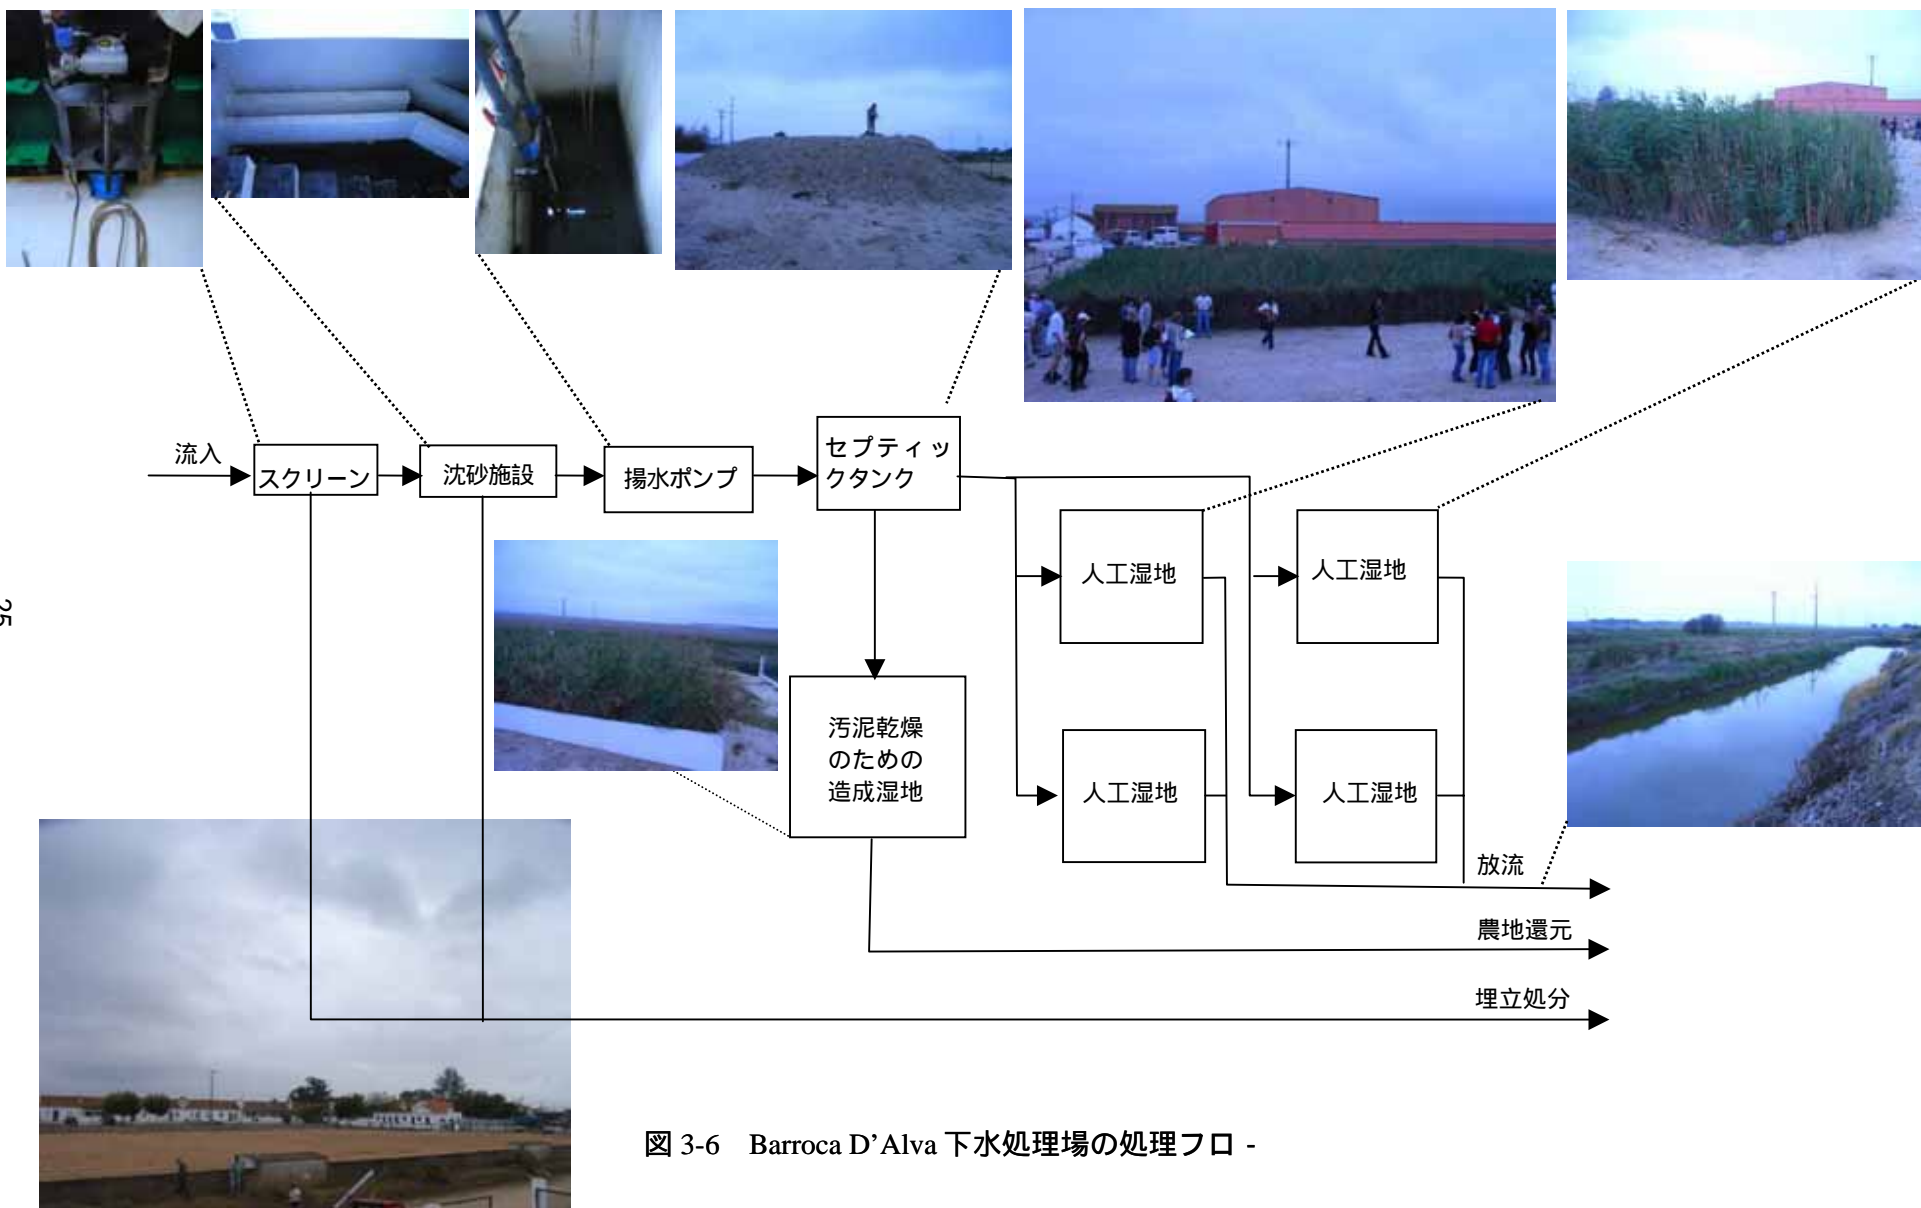 流入
スクリーン
沈砂施設
揚水ポンプ
セプティッ
クタンク
人工湿地
人工湿地
汚泥乾燥
のための
造成湿地
人工湿地
人工湿地
放流
農地還元
埋立処分
25
図 3-6 Barroca D’Alva 下水処理場の処理フロ -